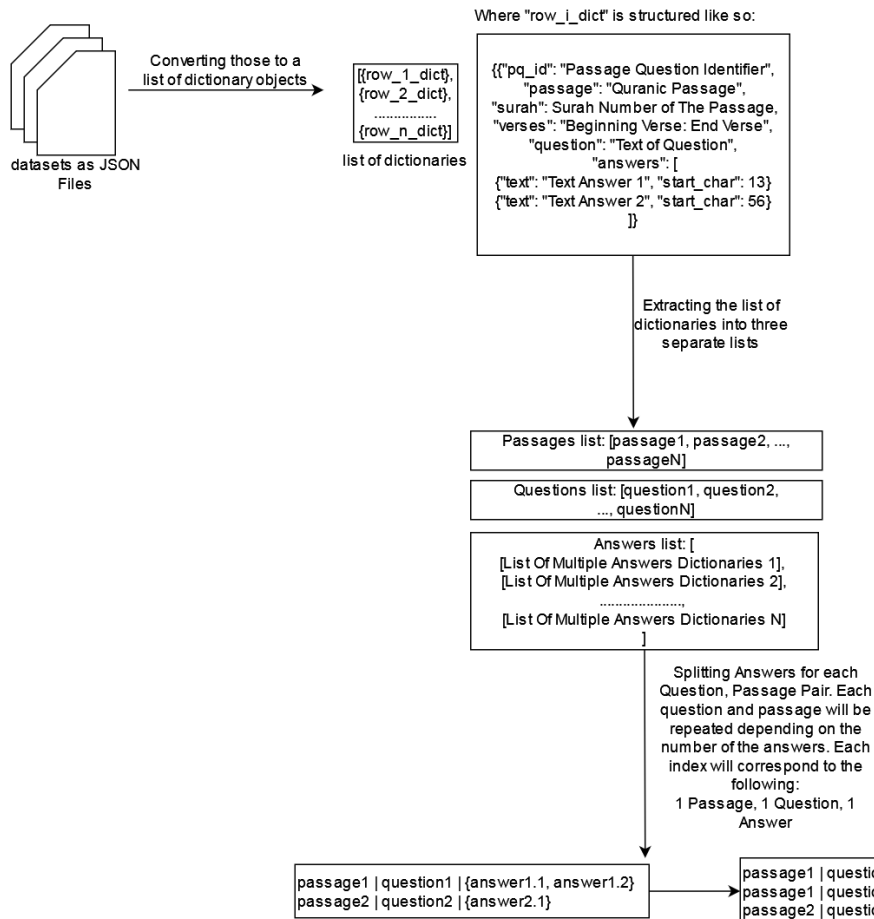 Where "row_i_dict" is structured like so:
Converting those to a
list of dictionary objects
[{row_1_dict},
{row_2_dict},
................
{row_n_dict}]
list of dictionaries
datasets as JSON
Files
{{"pq_id": "Passage Question Identifier",
"passage": "Quranic Passage",
"surah": Surah Number of The Passage,
"verses": "Beginning Verse: End Verse",
"question": "Text of Question",
"answers": [
{"text": "Text Answer 1", "start_char": 13}
{"text": "Text Answer 2", "start_char": 56}
]}
Extracting the list of
dictionaries into three
separate lists
Passages list: [passage1, passage2, ...,
passageN]
Questions list: [question1, question2,
..., questionN]
Answers list: [
[List Of Multiple Answers Dictionaries 1],
[List Of Multiple Answers Dictionaries 2],
......................,
[List Of Multiple Answers Dictionaries N]
]
Splitting Answers for each
Question, Passage Pair. Each
question and passage will be
repeated depending on the
number of the answers. Each
index will correspond to the
following:
1 Passage, 1 Question, 1
Answer
passage1 | question1 | {answer1.1, answer1.2}
passage2 | question2 | {answer2.1}
passage1 |
passage1 |
passage2 |